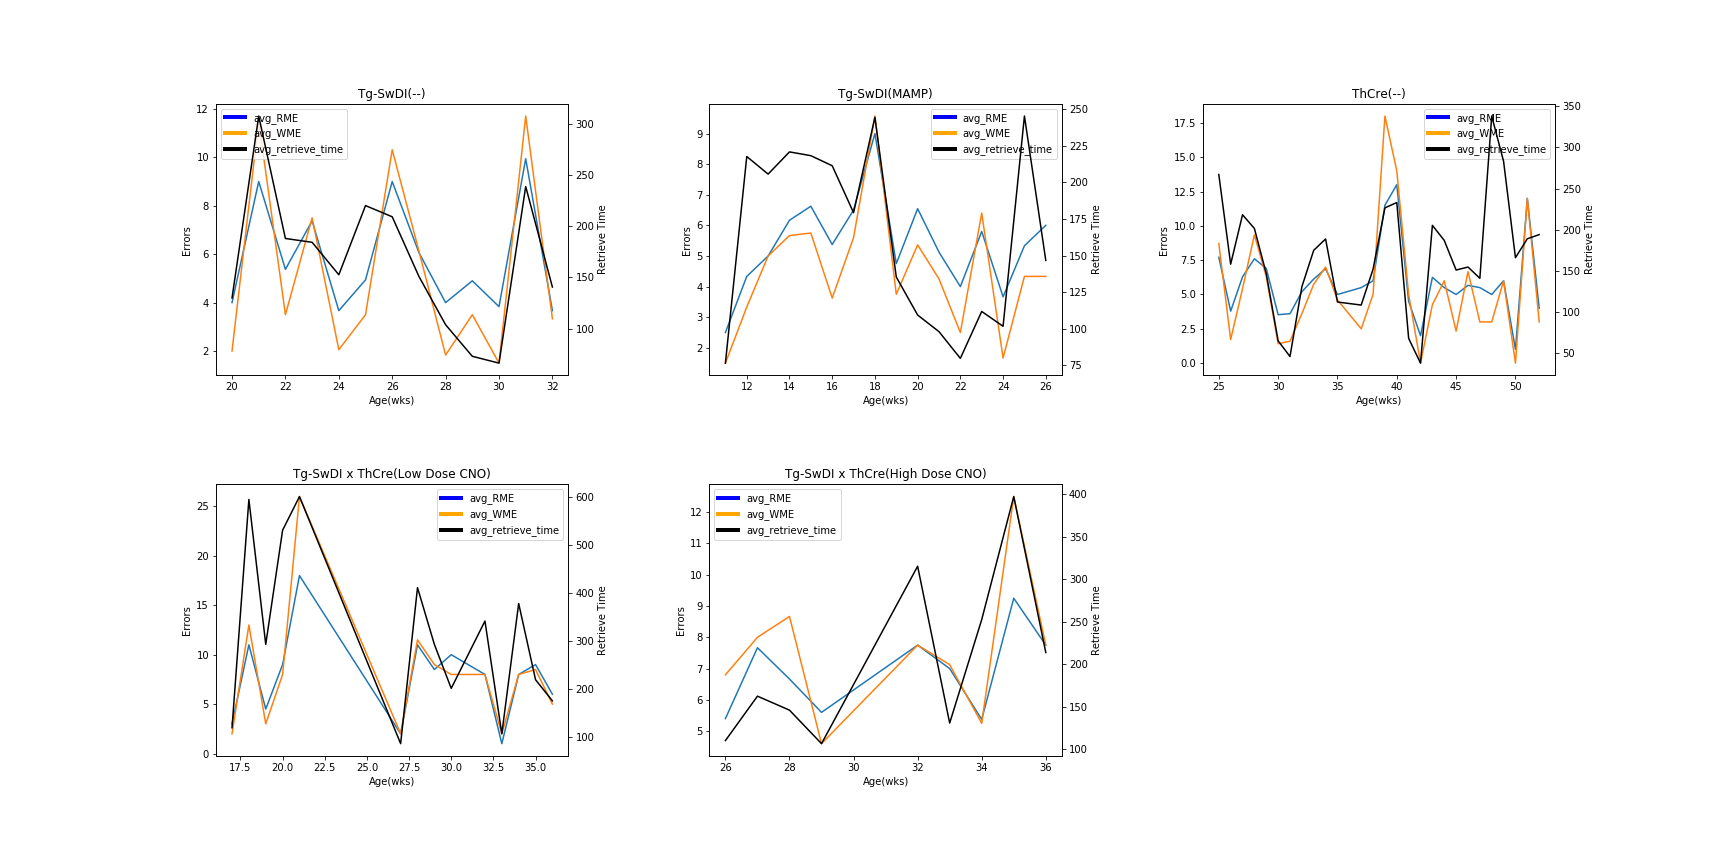 Tg-SwDI(--)
12
10
8
6
4
2
Errors
avg_RME
avg_WME
avg_retrieve_time
300
250
200
150
100
Retrieve Time
20 22 24 26 28 30 32
Age(wks)
Tg-SwDI(MAMP)
9
8
7
6
5
4
3
2
Errors
avg_RME
avg_WME
avg_retrieve_time
250
225
200
175
150
125
100
75
Retrieve Time
12 14 16 18 20 22 24 26
Age(wks)
ThCre(--)
17.5
15.0
12.5
10.0
7.5
5.0
2.5
0.0
Errors
avg_RME
avg_WME
avg_retrieve_time
350
300
250
200
150
100
50
Retrieve Time
25 30 35 40 45 50
Age(wks)
Tg-SwDI x ThCre(Low Dose CNO)
25
20
15
10
5
0
Errors
avg_RME
avg_WME
avg_retrieve_time
600
500
400
300
200
100
Retrieve Time
17.5 20.0 22.5 25.0 27.5 30.0 32.5 35.0
Age(wks)
Tg-SwDI x ThCre(High Dose CNO)
12
11
10
9
8
7
6
5
Errors
avg_RME
avg_WME
avg_retrieve_time
400
350
300
250
200
150
100
Retrieve Time
26 28 30 32 34 36
Age(wks)